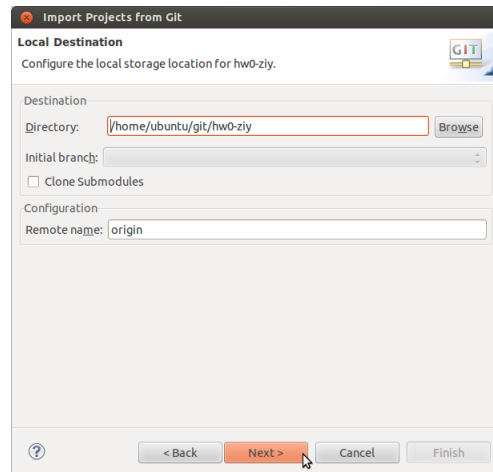 Import Projects from Git
Local Destination
Configure the local storage location for hw0-ziy.
GIT
Destination
Directory: /home/ubuntu/git/hw0-ziy Browse
Initial branch:
Clone Submodules
Configuration
Remote name: origin
? < Back Next > Cancel Finish